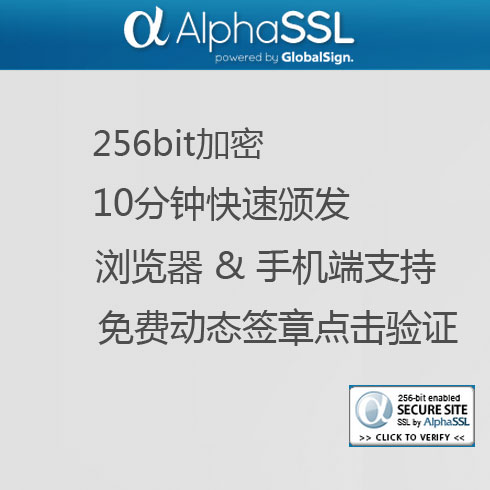 α AlphaSSL
powered by GlobalSign.
256bit加密
10分钟快速颁发
浏览器 & 手机端支持
免费动态签章点击验证
256-bit enabled
SECURE SITE
SSL by AlphaSSL
>> CLICK TO VERIFY <<